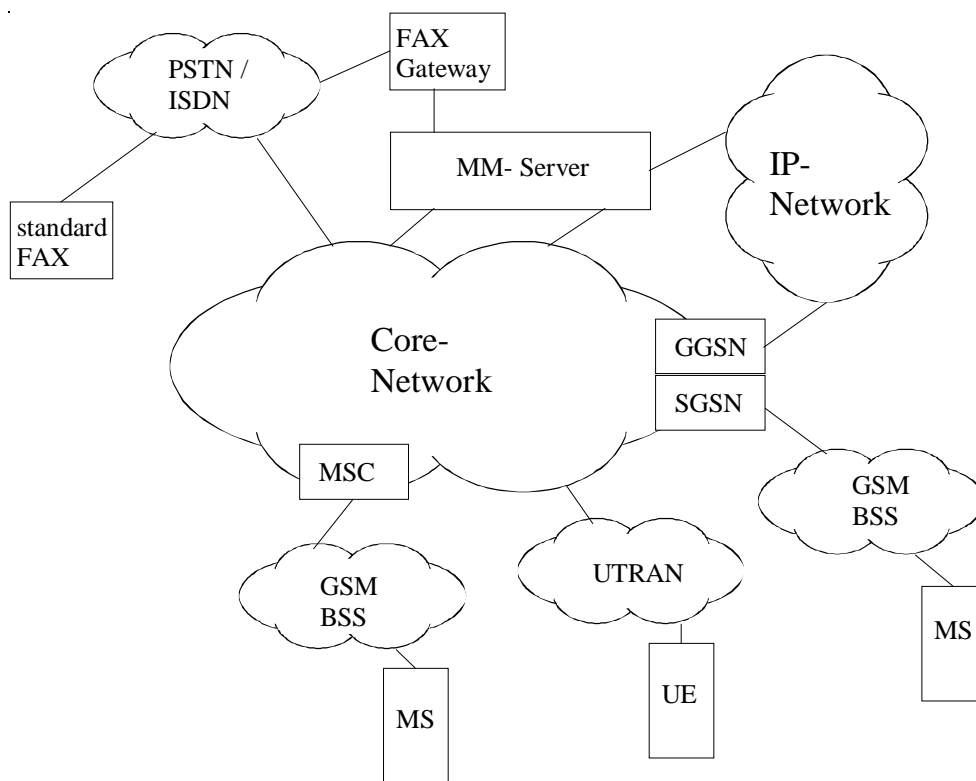 FAX
Gateway
PSTN /
ISDN
MM- Server
IP-
Network
standard
FAX
Core-
Network
GGSN
SGSN
MSC
GSM
BSS
UTRAN
GSM
BSS
MS
UE
MS